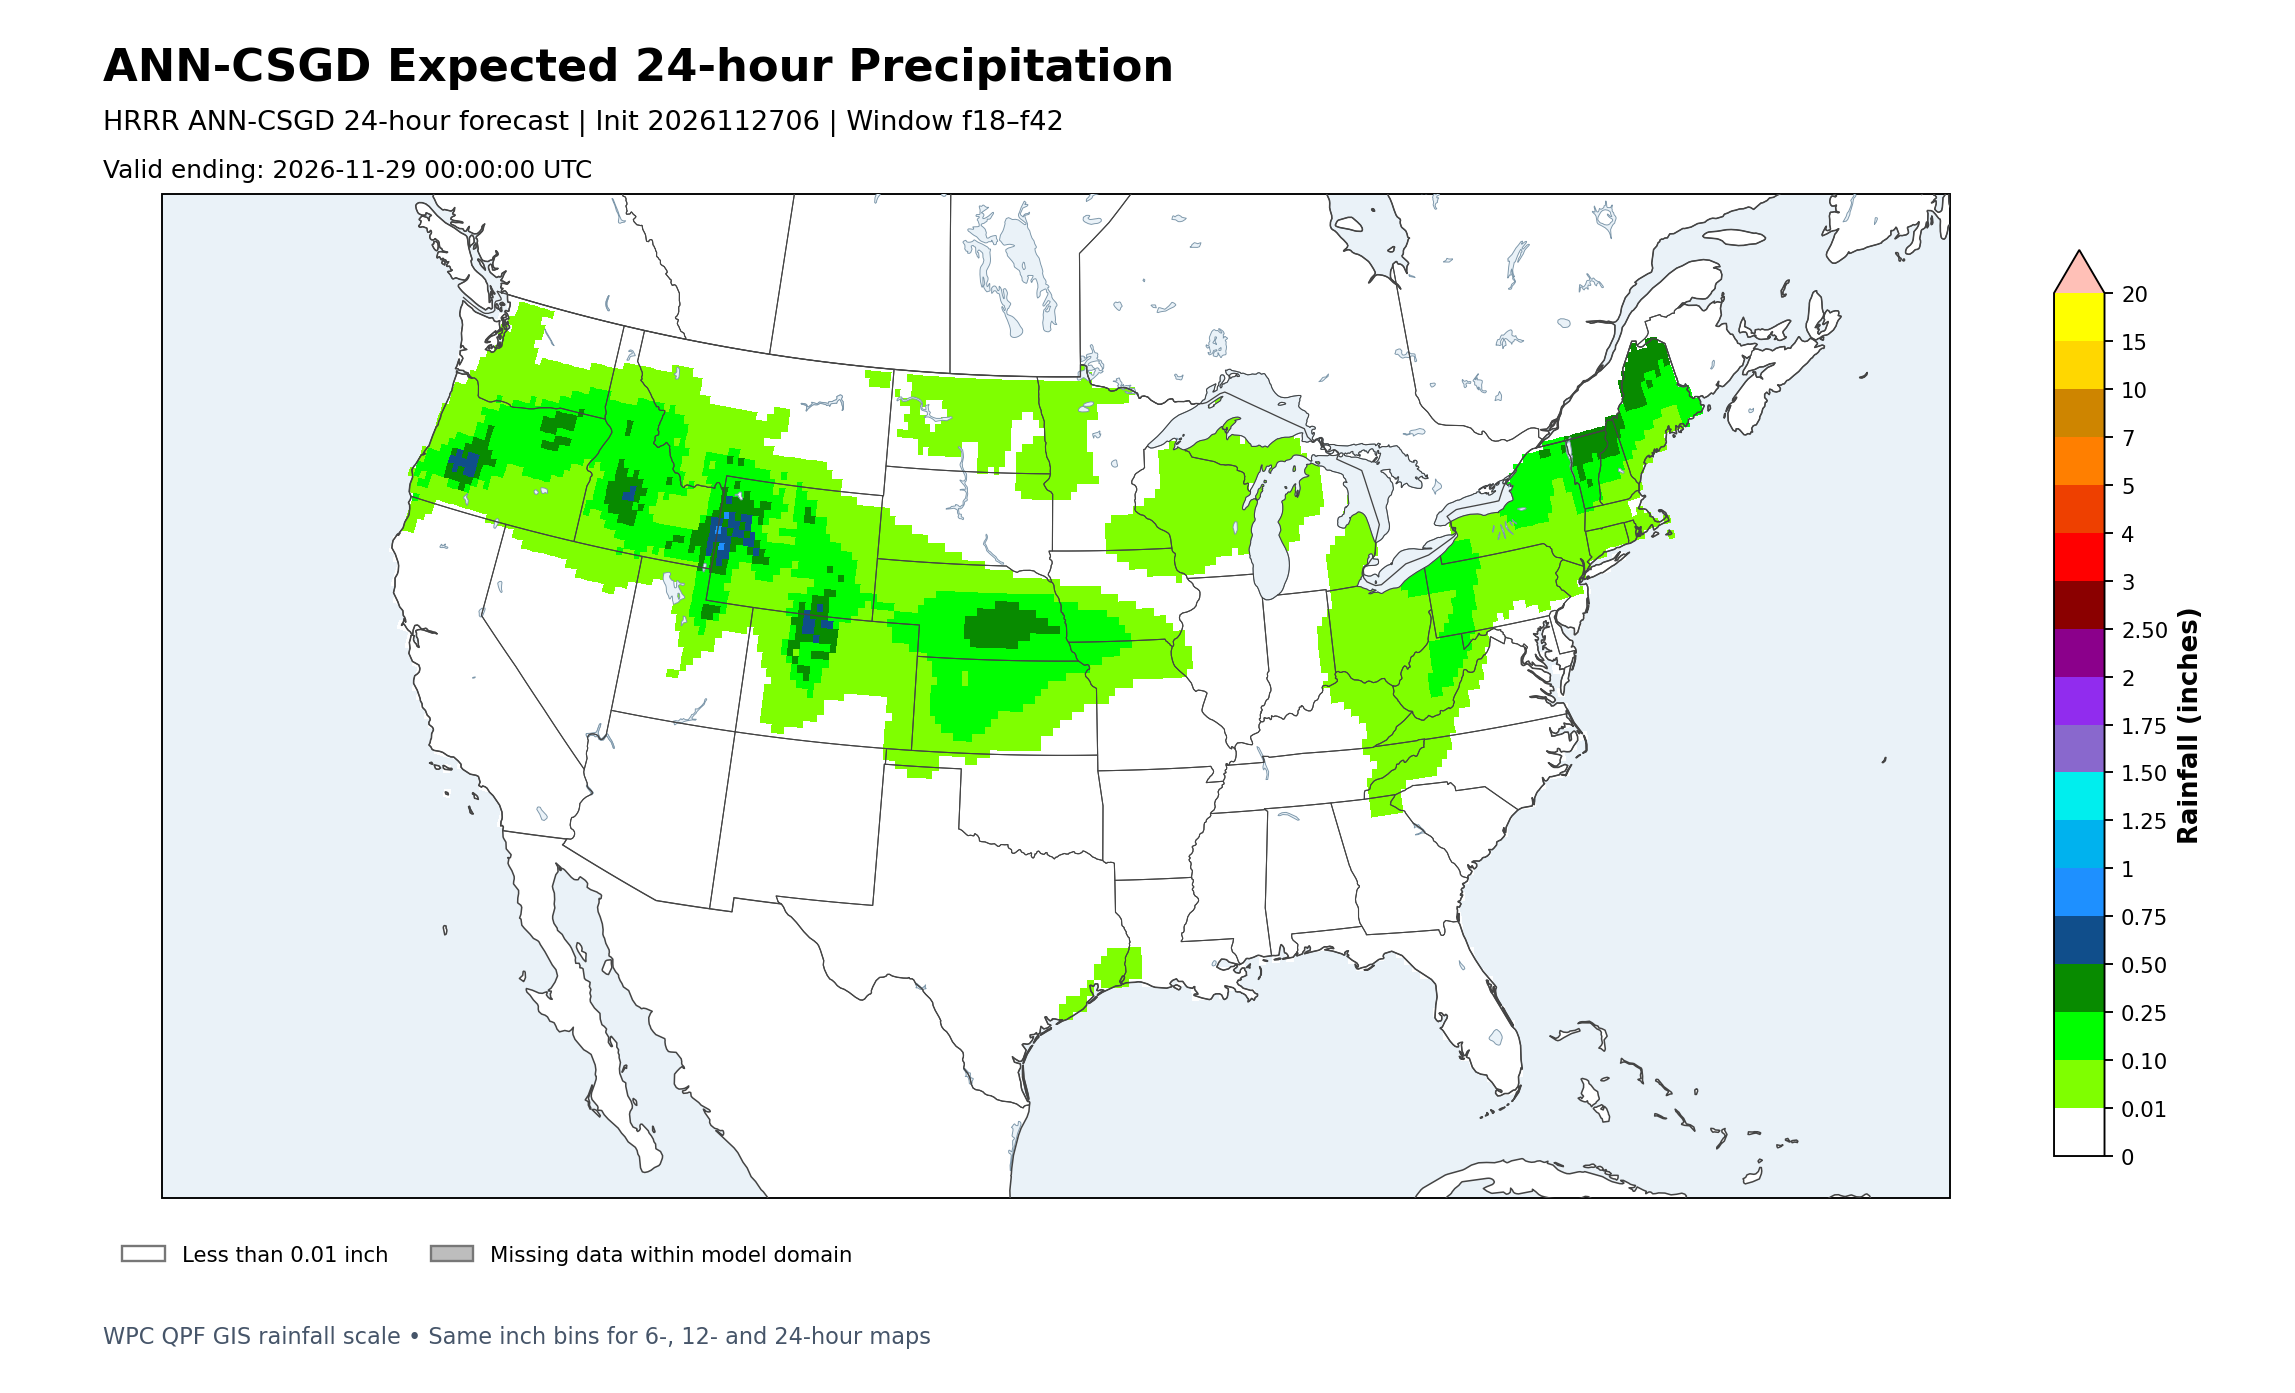 ANN-CSGD Expected 24-hour Precipitation
HRRR ANN-CSGD 24-hour forecast | Init 2026112706 | Window f18–f42
Valid ending: 2026-11-29 00:00:00 UTC
20
15
10
7
5
4
3
2.50
2
1.75
1.50
1.25
1
0.75
0.50
0.25
0.10
0.01
0
Rainfall (inches)
Less than 0.01 inch
Missing data within model domain
WPC QPF GIS rainfall scale • Same inch bins for 6-, 12- and 24-hour maps